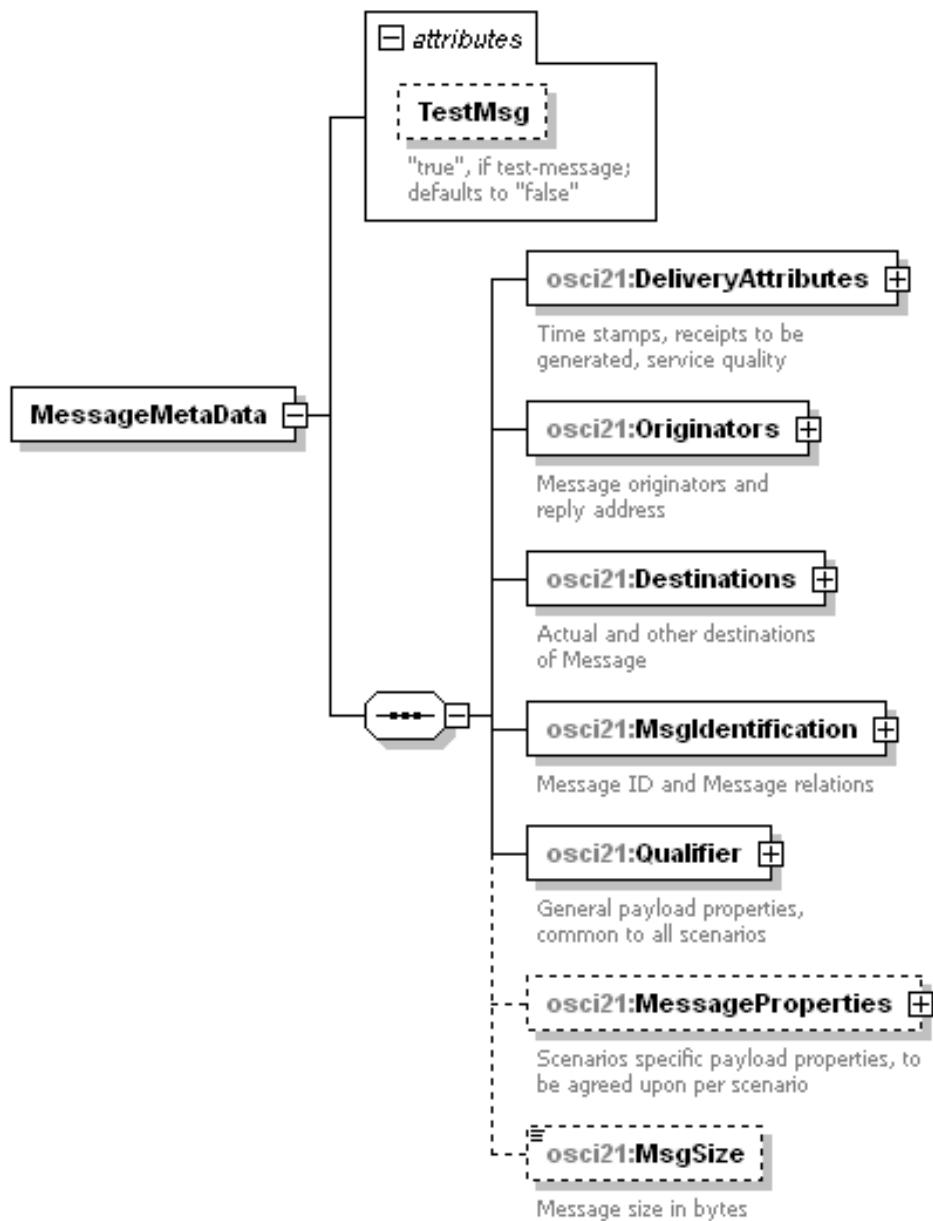 attributes
TestMsg
"true", if test-message;
defaults to "false"
osci21:DeliveryAttributes
Time stamps, receipts to be
generated, service quality
MessageMetaData
osci21:Originators
Message originators and
reply address
osci21:Destinations
Actual and other destinations
of Message
osci21:MsgIdentification
Message ID and Message relations
osci21:Qualifier
General payload properties,
common to all scenarios
osci21:MessageProperties
Scenarios specific payload properties, to
be agreed upon per scenario
osci21:MsgSize
Message size in bytes